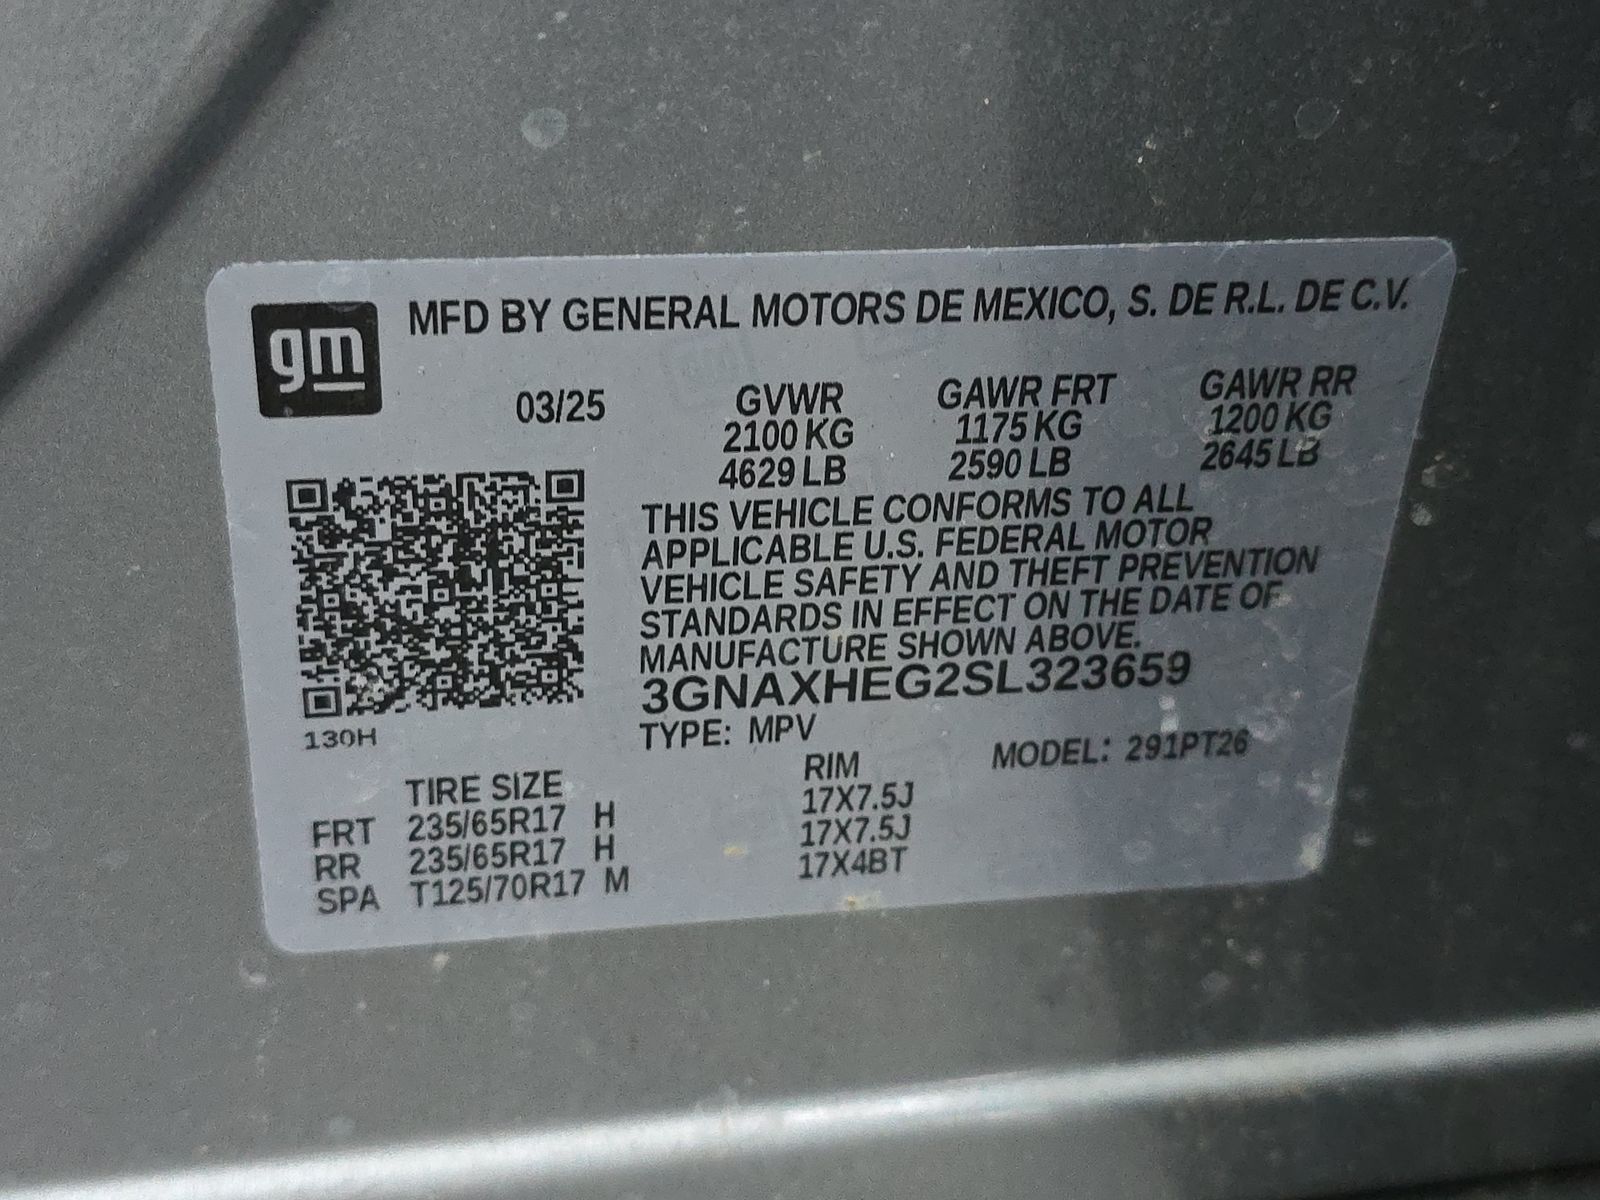 gm
MFD BY GENERAL MOTORS DE MEXICO, S. DE R.L. DE C.V.
03/25 GVWR GAWR FRT GAWR RR
2100 KG 1175 KG 1200 KG
4629 LB 2590 LB 2645 LB
THIS VEHICLE CONFORMS TO ALL
APPLICABLE U.S. FEDERAL MOTOR
VEHICLE SAFETY AND THEFT PREVENTION
STANDARDS IN EFFECT ON THE DATE OF
MANUFACTURE SHOWN ABOVE.
3GNAXHEG2SL323659
130H
TYPE: MPV MODEL: 291PT26
TIRE SIZE RIM
FRT 235/65R17 H 17X7.5J
RR 235/65R17 H 17X7.5J
SPA T125/70R17 M 17X4BT